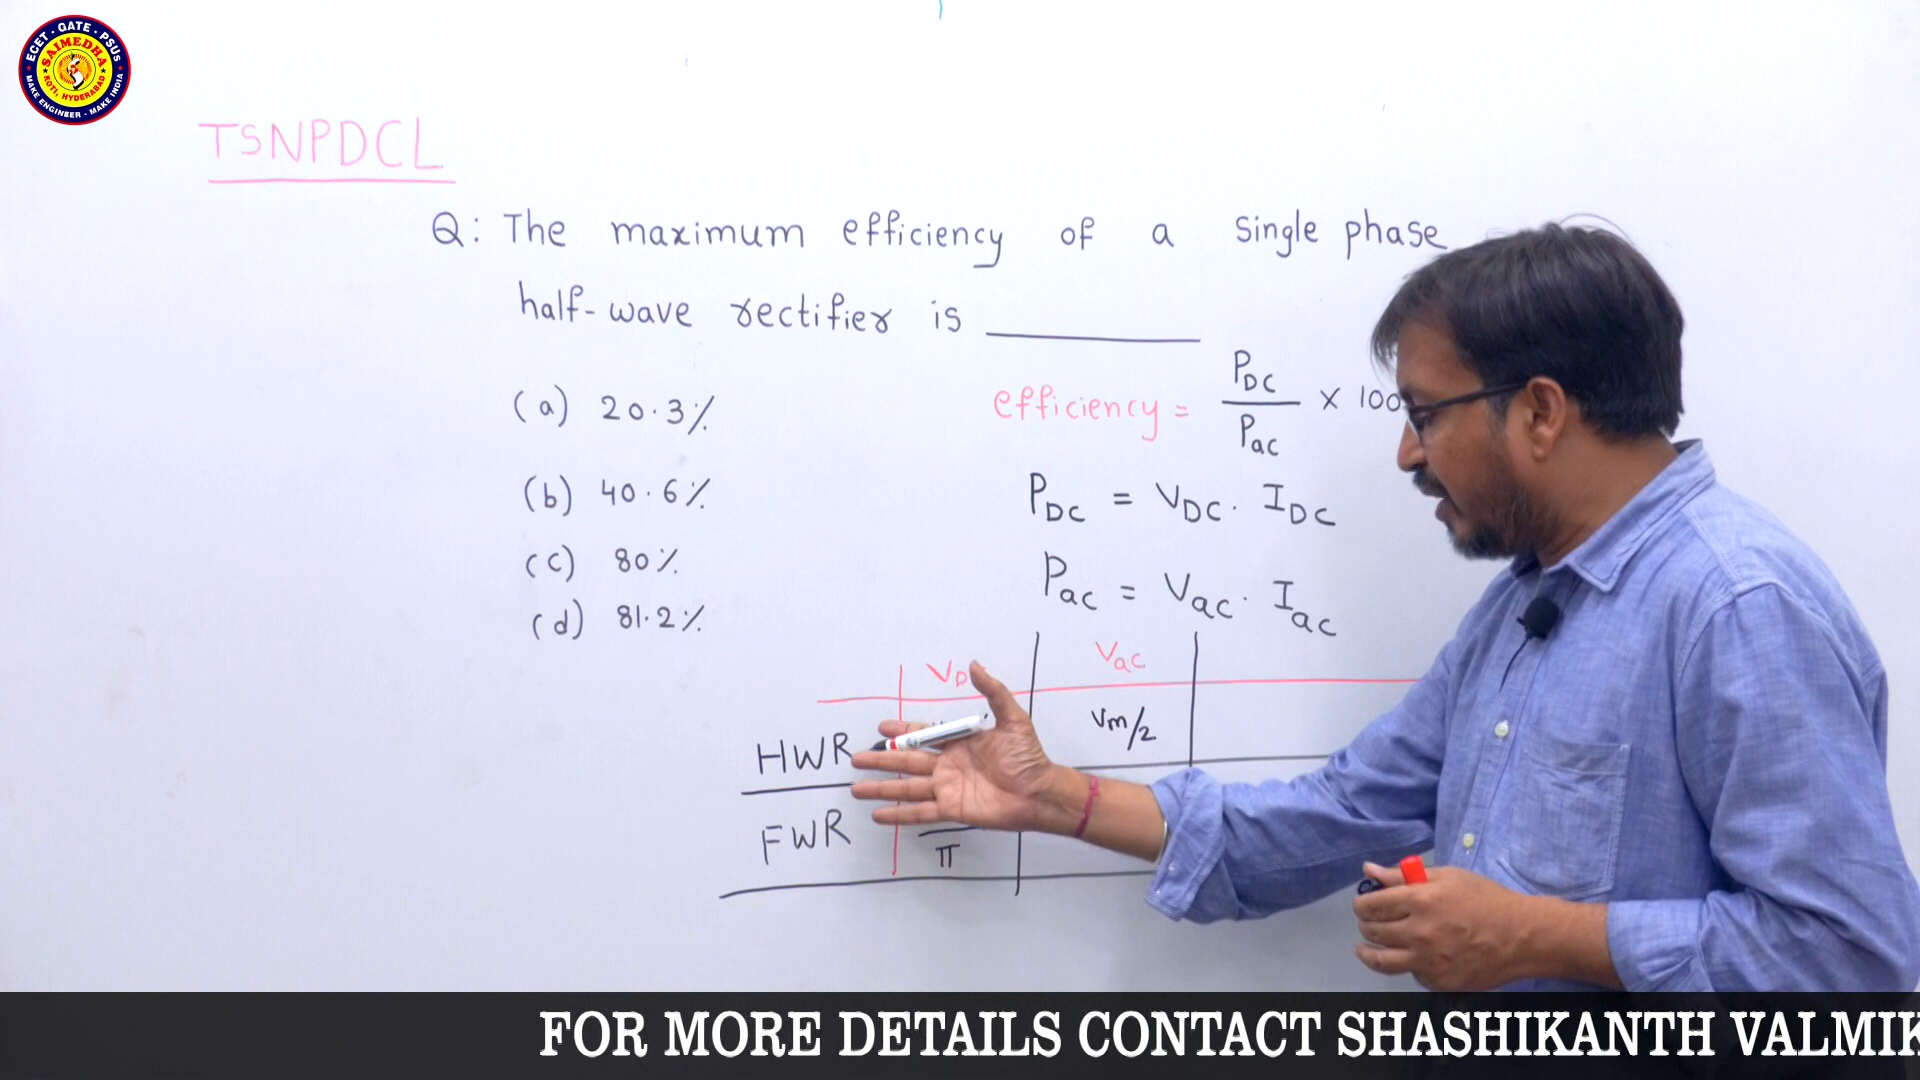 ECET · GATE · PSUS
SAIMEDHA
KOTI, HYDERABAD
MAKE ENGINEER - MAKE INDIA
TSNPDCL
Q: The maximum efficiency of a single phase
half-wave rectifier is ________
(a) 20.3%
(b) 40.6%
(c) 80%
(d) 81.2%
efficiency = PDC/Pac × 100
PDC = VDC. IDC
Pac = Vac. Iac
Vac
HWR Vm/2
FWR π
FOR MORE DETAILS CONTACT SHASHIKANTH VALMIK